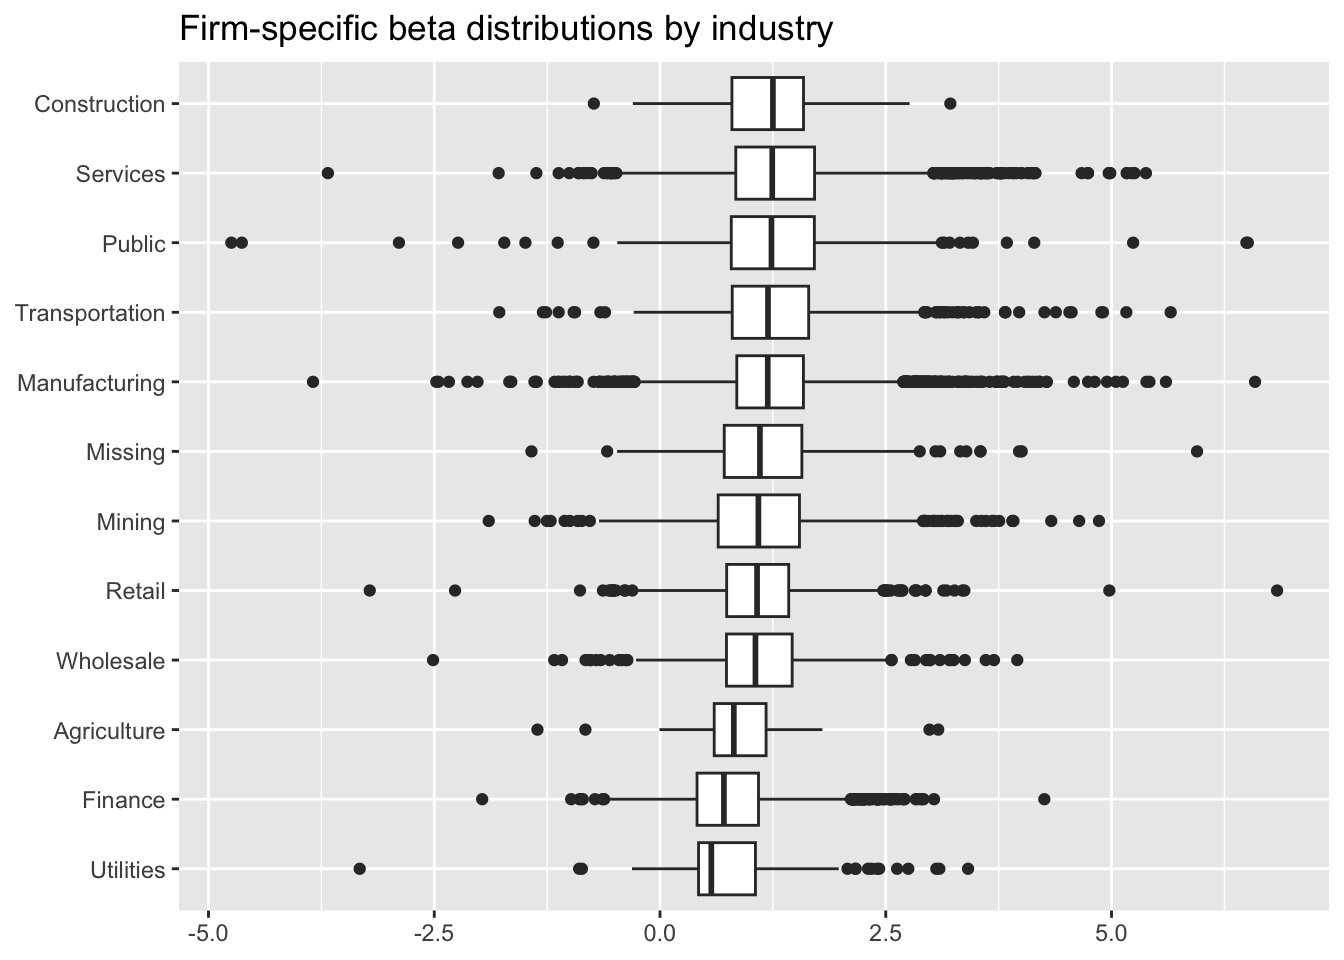 Firm-specific beta distributions by industry
Construction
Services
Public
Transportation
Manufacturing
Missing
Mining
Retail
Wholesale
Agriculture
Finance
Utilities
-5.0 -2.5 0.0 2.5 5.0